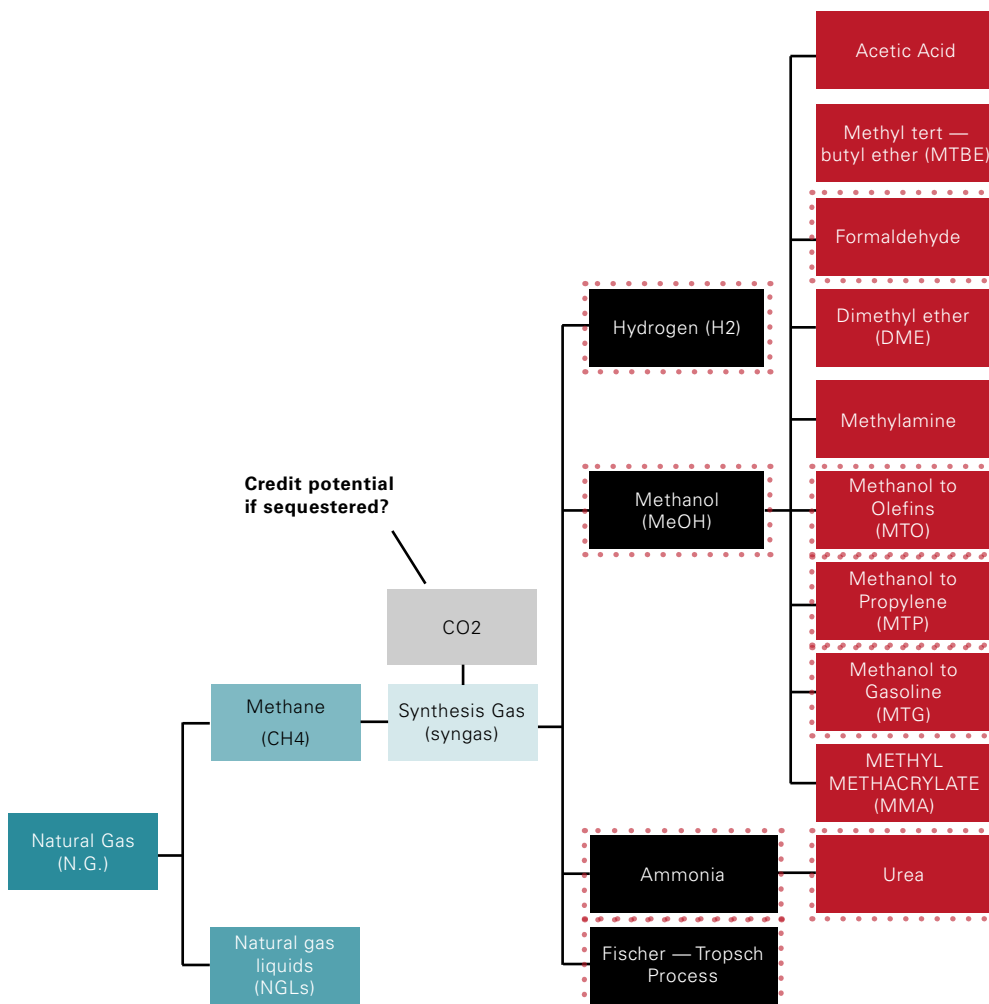 Acetic Acid
Methyl tert —
butyl ether (MTBE)
Formaldehyde
Hydrogen (H2)
Dimethyl ether
(DME)
Methylamine
Credit potential
if sequestered?
Methanol
(MeOH)
Methanol to
Olefins
(MTO)
CO2
Methanol to
Propylene
(MTP)
Methane
(CH4)
Synthesis Gas
(syngas)
Methanol to
Gasoline
(MTG)
METHYL
METHACRYLATE
(MMA)
Natural Gas
(N.G.)
Ammonia
Urea
Natural gas
liquids
(NGLs)
Fischer — Tropsch
Process